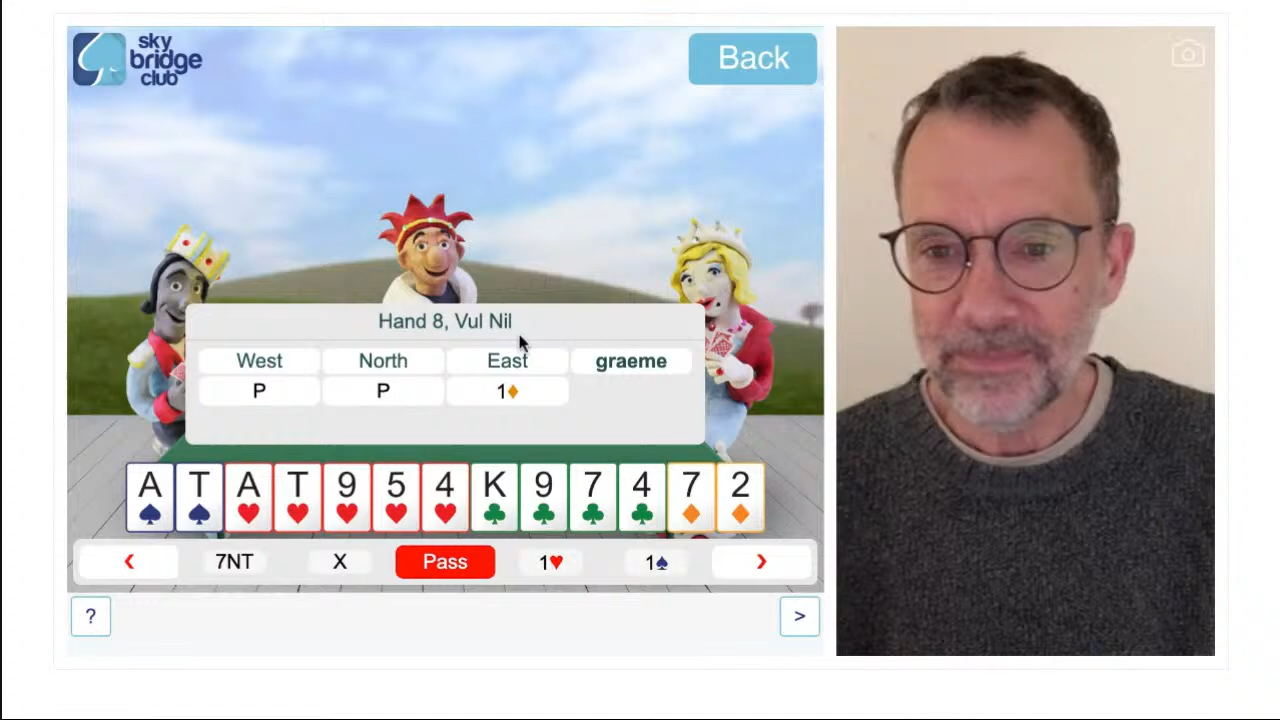 sky
bridge
club
Back
Hand 8, Vul Nil
West North East graeme
P P 1♦
A♠ T♠ A♥ T♥ 9♥ 5♥ 4♥ K♣ 9♣ 7♣ 4♣ 7♦ 2♦
< 7NT X Pass 1♥ 1♠ >
? >